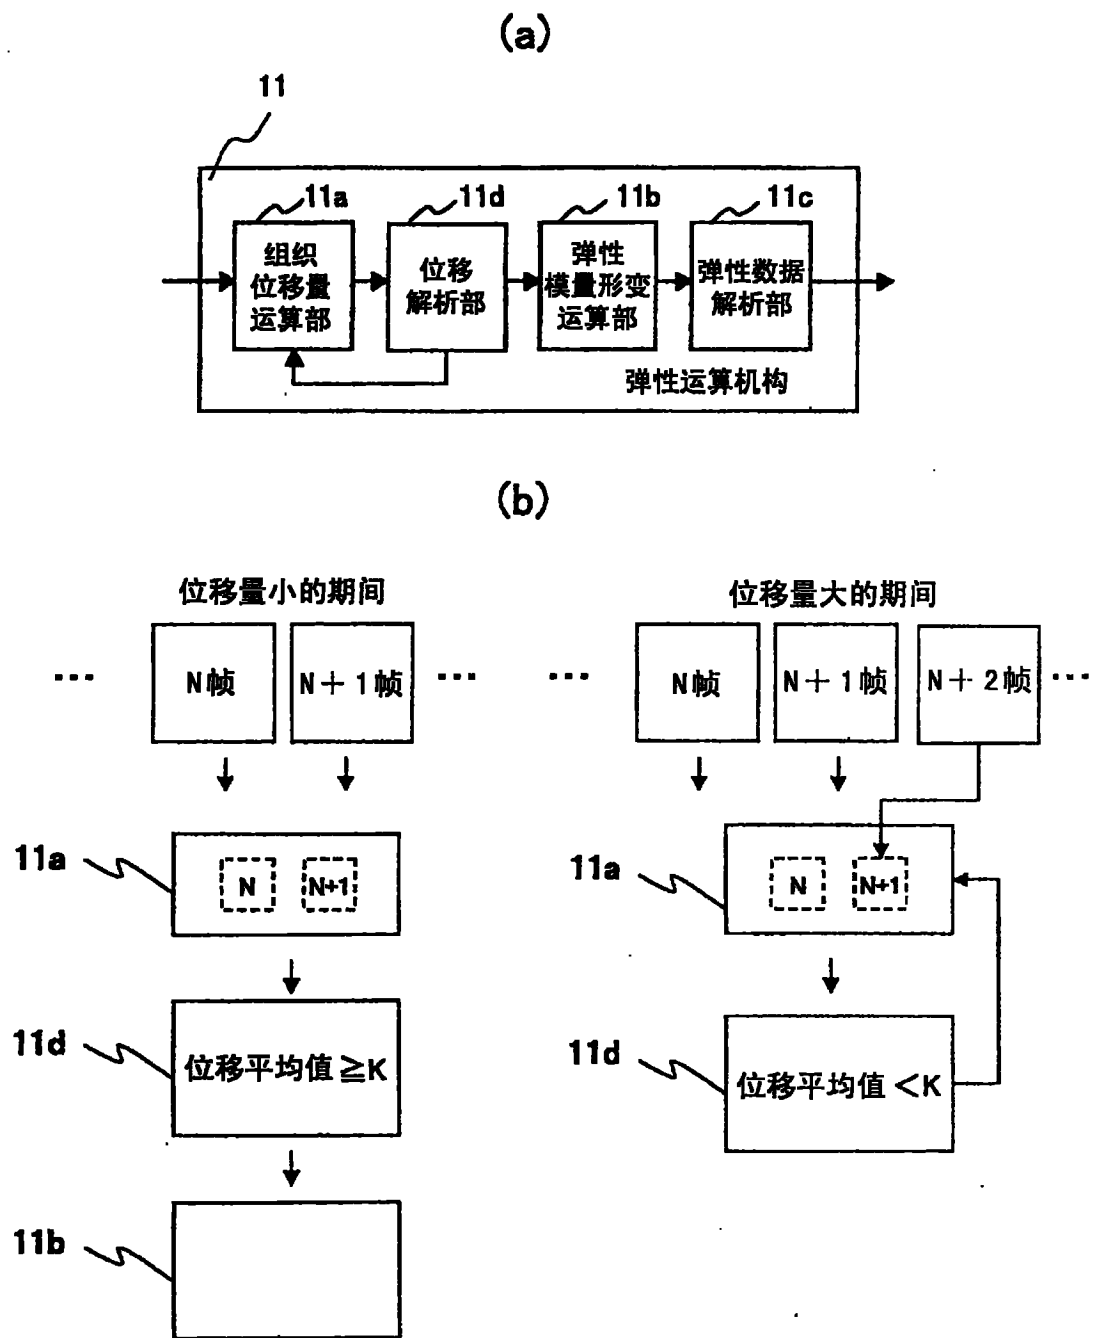 (a)
11
11a
11d
11b
11c
组织
位移量
运算部
位移
解析部
弹性
模量形变
运算部
弹性数据
解析部
弹性运算机构
(b)
位移量小的期间
位移量大的期间
...
N帧
N+1帧
...
...
N帧
N+1帧
N+2帧
...
11a
N
N+1
11a
N
N+1
11d
位移平均值≧K
11d
位移平均值<K
11b